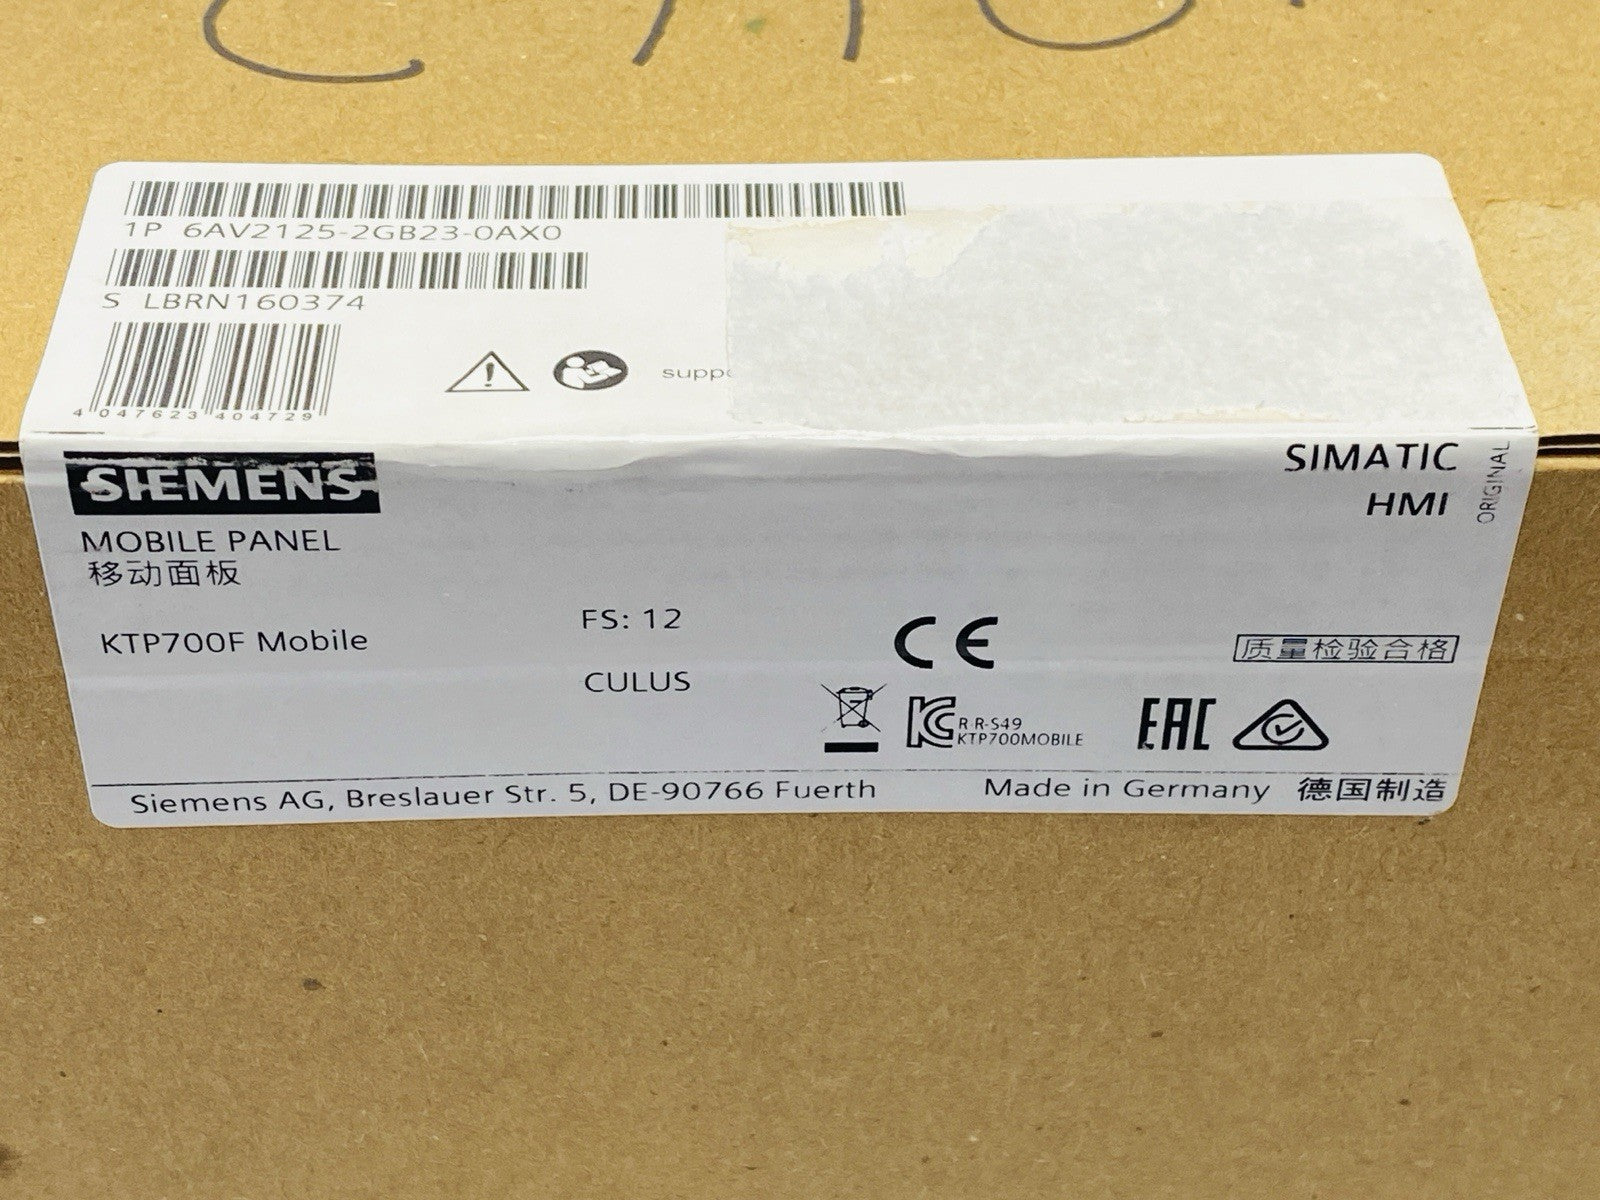 1P 6AV2125-2GB23-0AX0
S LBRN160374
4 047623 404729
SIEMENS
SIMATIC
HMI
ORIGINAL
MOBILE PANEL
移动面板
KTP700F Mobile
FS: 12
CULUS
CE
质量检验合格
R-R-S49
KTP700MOBILE
EAC
Siemens AG, Breslauer Str. 5, DE-90766 Fuerth
Made in Germany 德国制造